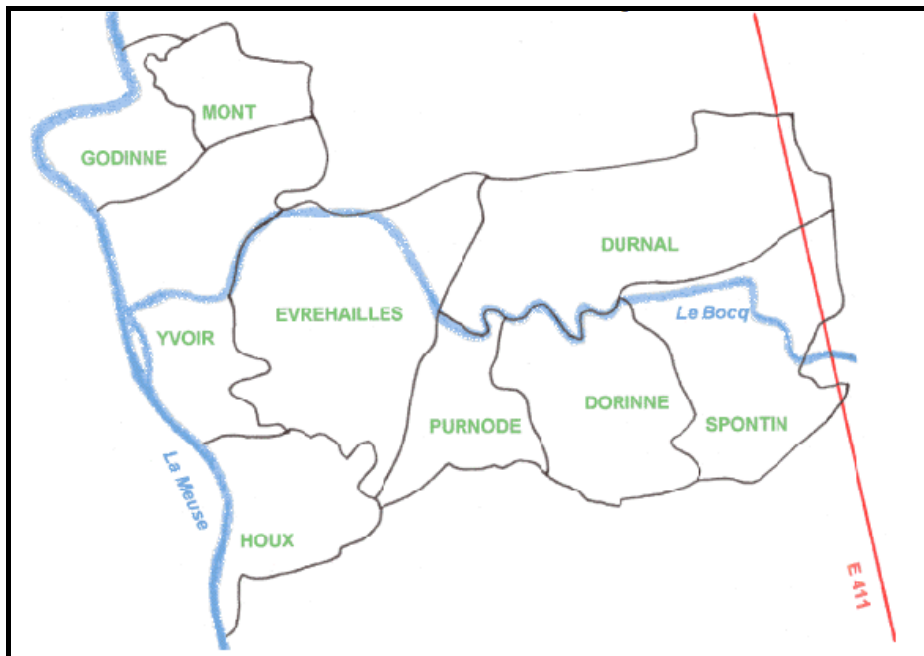 MONT
GODINNE
DURNAL
EVREHAILLES
Le Bocq
YVOIR
DORINNE
PURNODE
SPONTIN
La Meuse
HOUX
E 411